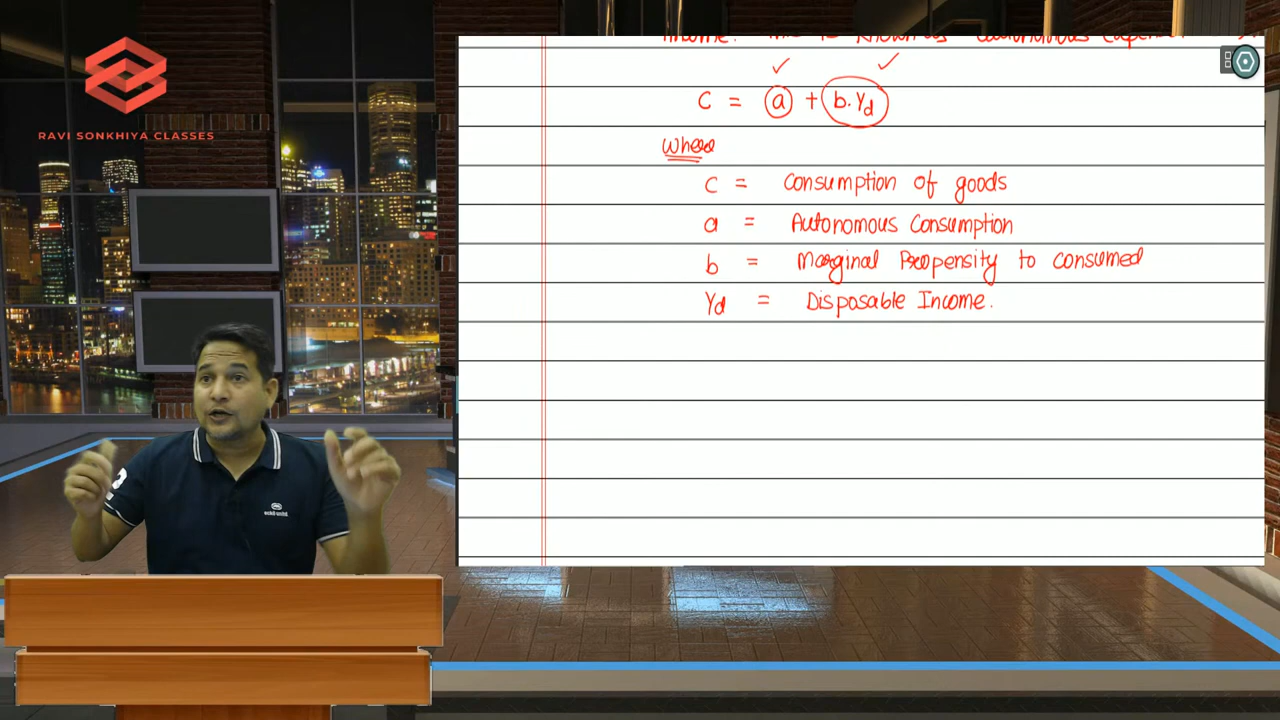 RAVI SONKHIYA CLASSES
C = a + b.Yd
where
C = Consumption of goods
a = Autonomous Consumption
b = Marginal Propensity to consumed
Yd = Disposable Income.